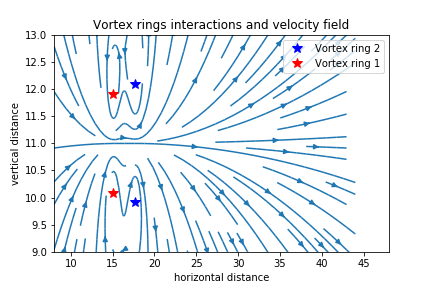 Vortex rings interactions and velocity field
Vortex ring 2
Vortex ring 1
vertical distance
13.0
12.5
12.0
11.5
11.0
10.5
10.0
9.5
9.0
10 15 20 25 30 35 40 45
horizontal distance